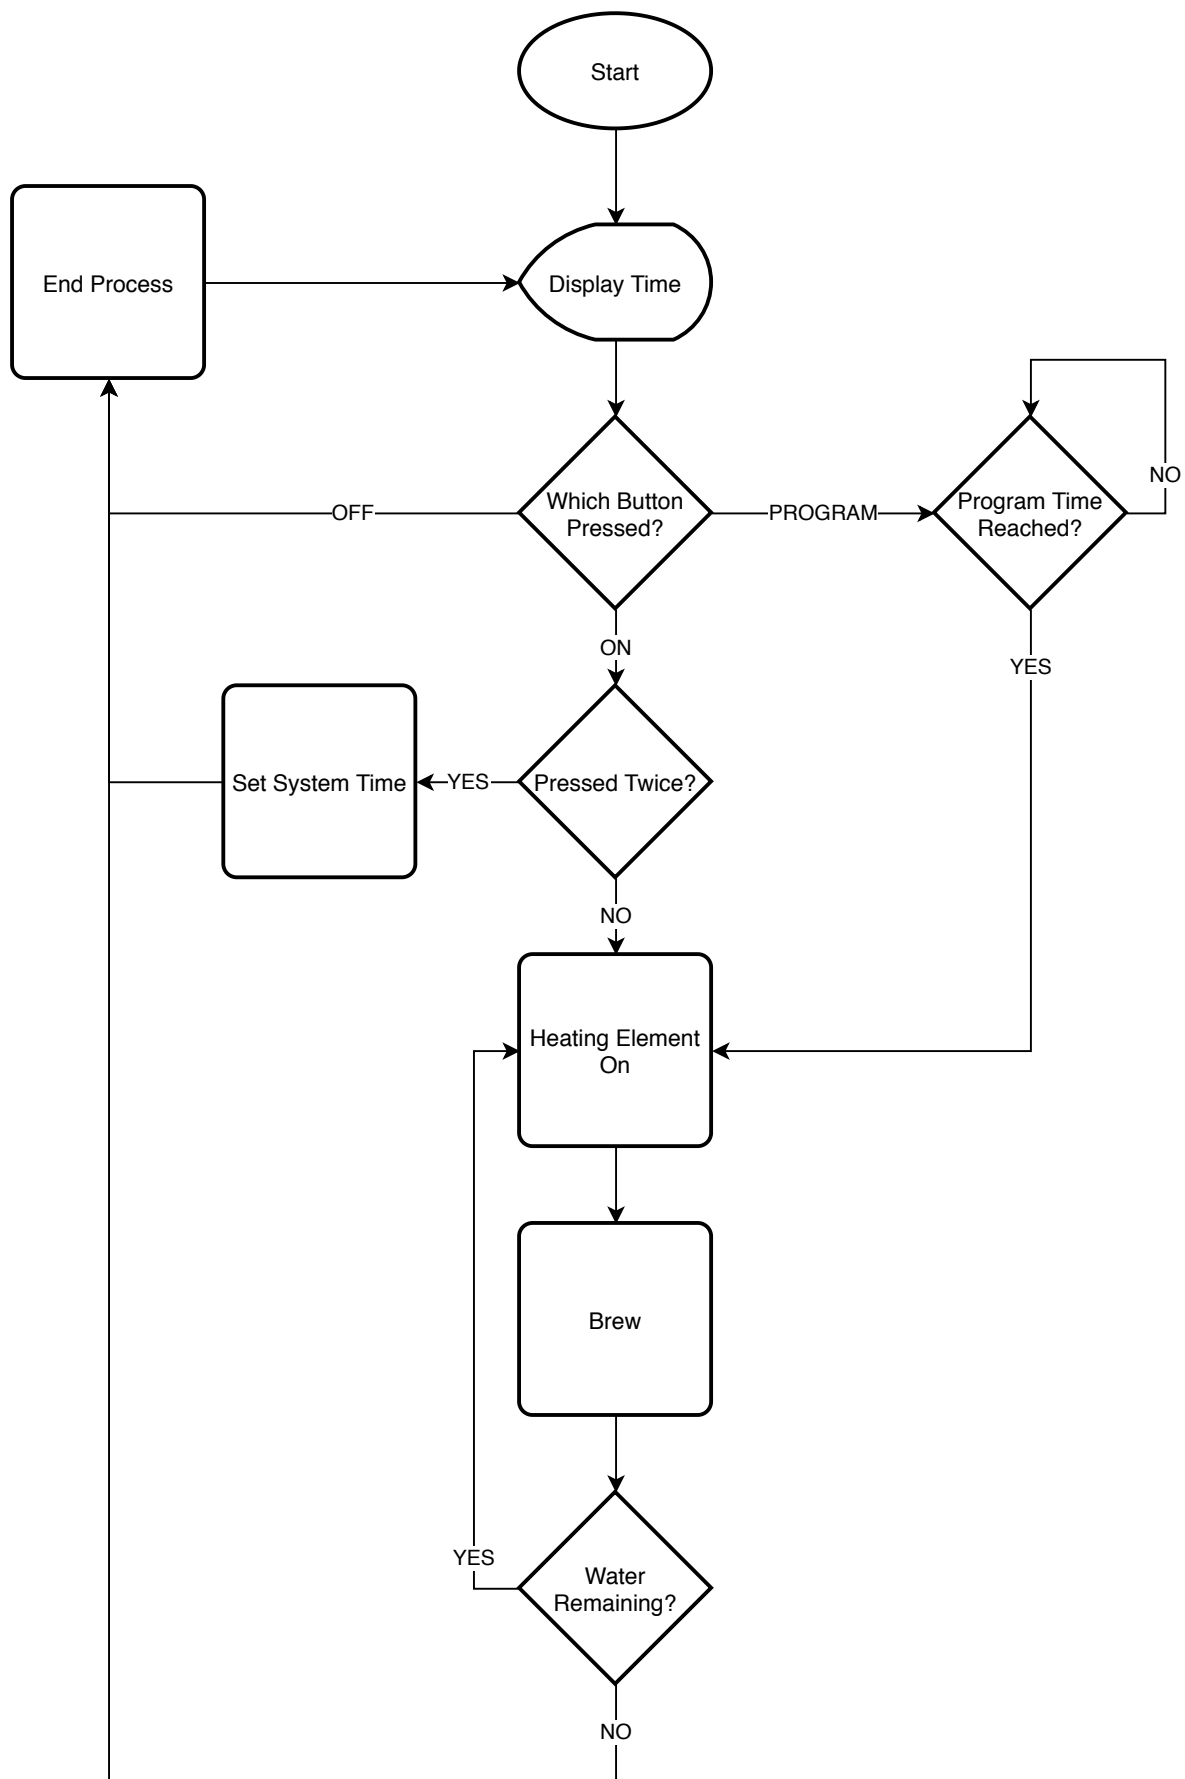 Start
End Process
Display Time
Which Button
Pressed?
OFF
PROGRAM
Program Time
Reached?
NO
ON
YES
Set System Time
YES
Pressed Twice?
NO
Heating Element
On
Brew
YES
Water
Remaining?
NO